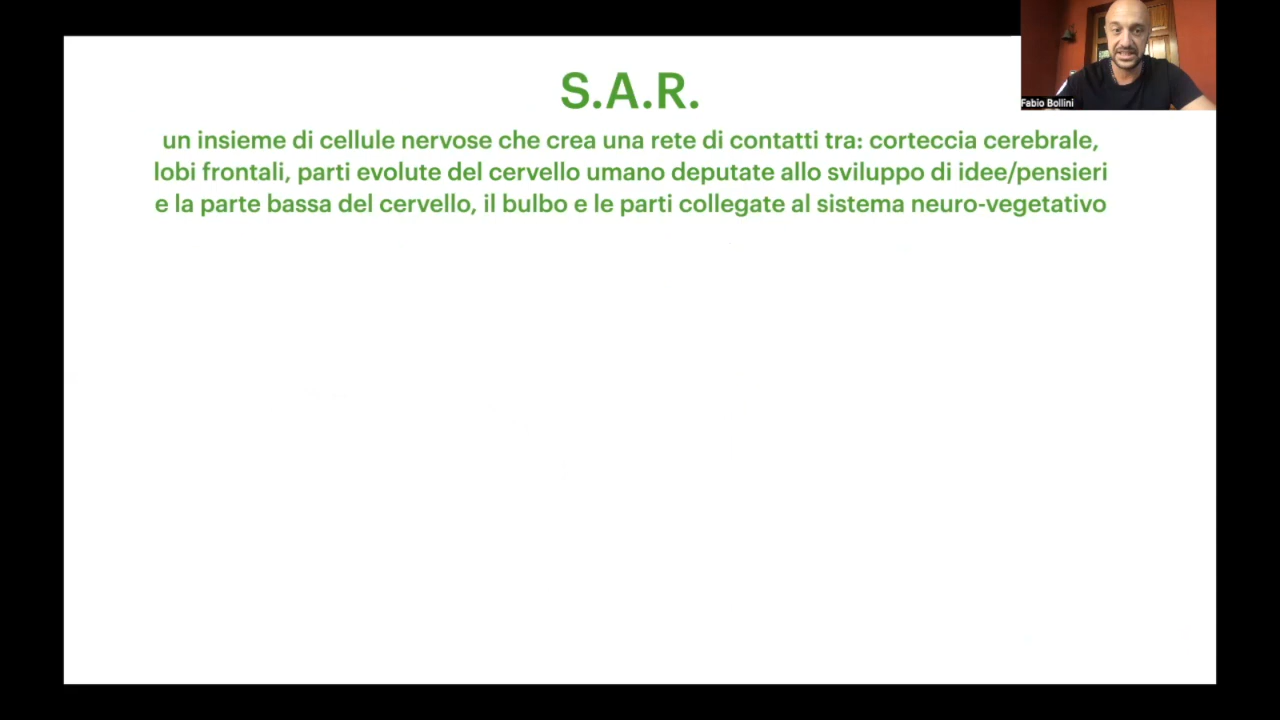 S.A.R.
un insieme di cellule nervose che crea una rete di contatti tra: corteccia cerebrale,
lobi frontali, parti evolute del cervello umano deputate allo sviluppo di idee/pensieri
e la parte bassa del cervello, il bulbo e le parti collegate al sistema neuro-vegetativo
Fabio Bollini